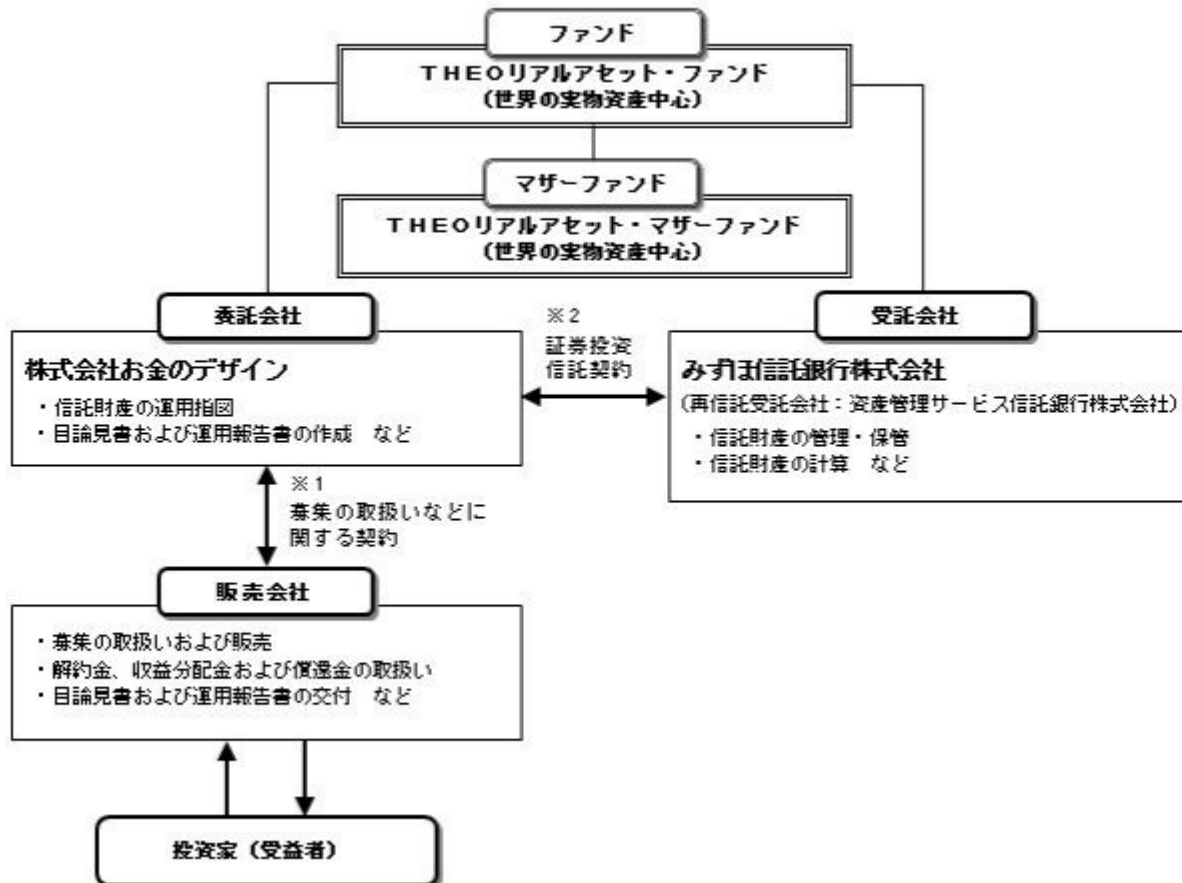 ファンド
THEOリアルアセット・ファンド
(世界の実物資産中心)
マザーファンド
THEOリアルアセット・マザーファンド
(世界の実物資産中心)
委託会社
株式会社お金のデザイン
・信託財産の運用指図
・目論見書および運用報告書の作成 など
※2
証券投資
信託契約
受託会社
みずほ信託銀行株式会社
(再信託受託会社:資産管理サービス信託銀行株式会社)
・信託財産の管理・保管
・信託財産の計算 など
※1
募集の取扱いなどに
関する契約
販売会社
・募集の取扱いおよび販売
・解約金、収益分配金および償還金の取扱い
・目論見書および運用報告書の交付 など
投資家(受益者)